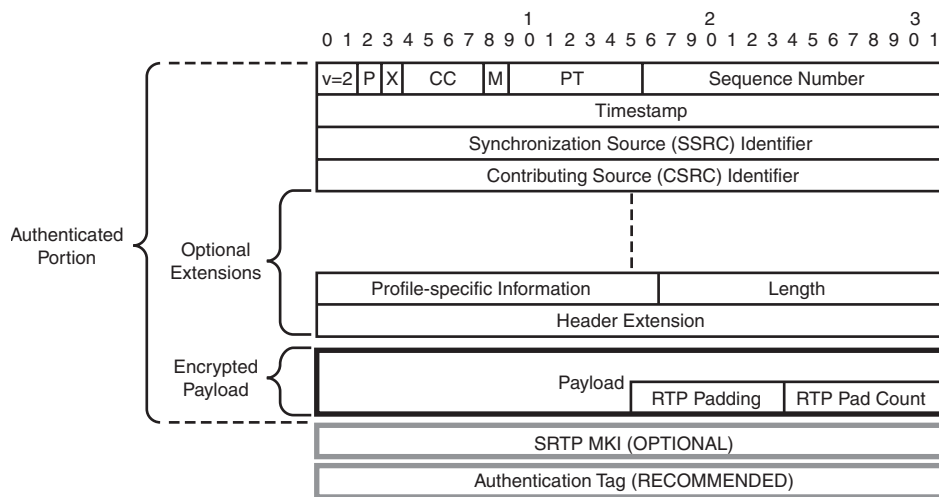 1 2 3
0 1 2 3 4 5 6 7 8 9 0 1 2 3 4 5 6 7 8 9 0 1 2 3 4 5 6 7 8 9 0 1
v=2 P X CC M PT Sequence Number
Timestamp
Synchronization Source (SSRC) Identifier
Contributing Source (CSRC) Identifier
Authenticated
Portion
Optional
Extensions
Profile-specific Information Length
Header Extension
Encrypted
Payload
Payload
RTP Padding RTP Pad Count
SRTP MKI (OPTIONAL)
Authentication Tag (RECOMMENDED)